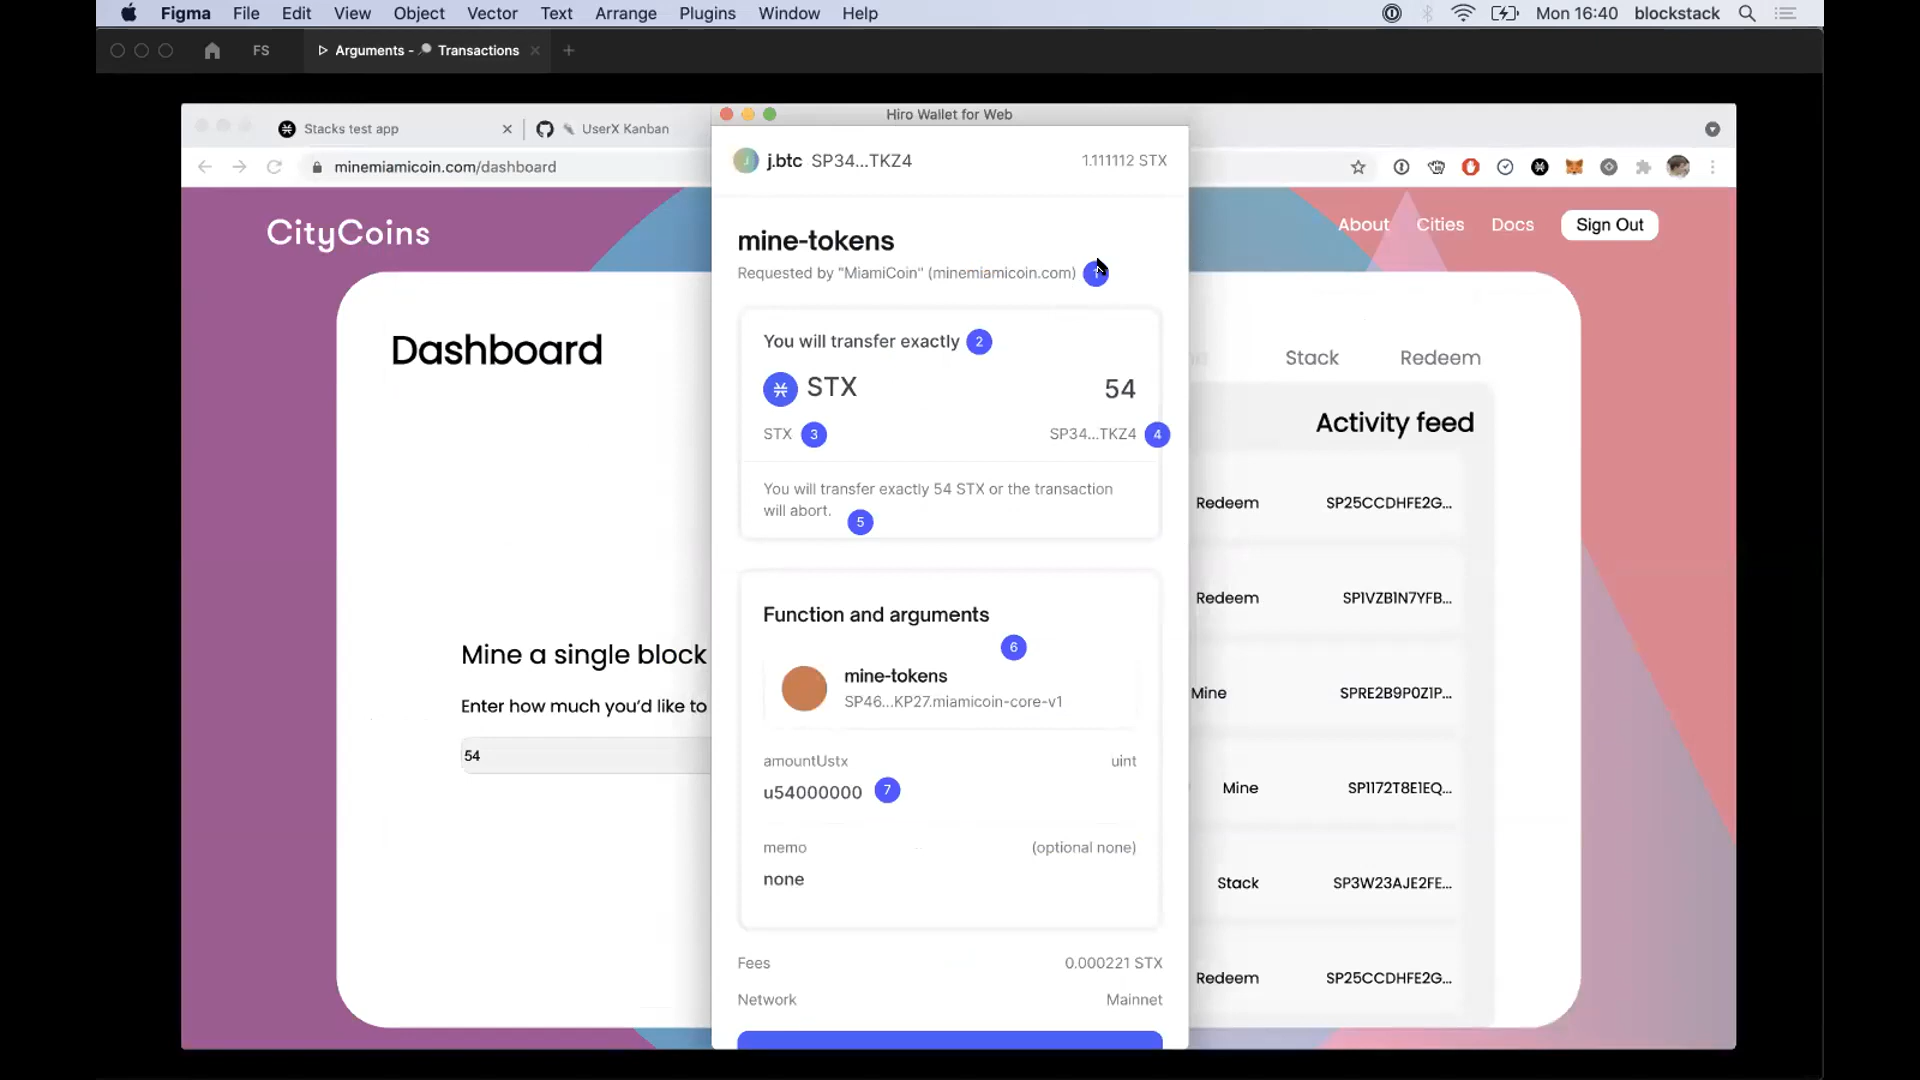 Figma File Edit View Object Vector Text Arrange Plugins Window Help Mon 16:40 blockstack
FS Arguments - Transactions
Hiro Wallet for Web
Stacks test app
UserX Kanban
minemiamicoin.com/dashboard
j.btc SP34...TKZ4 1.111112 STX
CityCoins
About Cities Docs Sign Out
mine-tokens
Requested by "MiamiCoin" (minemiamicoin.com)
You will transfer exactly 2
STX 54
STX 3 SP34...TKZ4 4
You will transfer exactly 54 STX or the transaction
will abort. 5
Function and arguments
6
mine-tokens
SP46...KP27.miamicoin-core-v1
amountUstx uint
u54000000 7
memo (optional none)
none
Fees 0.000221 STX
Network Mainnet
Dashboard
Mine a single block
Enter how much you'd like to
54
Stack Redeem
Activity feed
Redeem SP25CCDHFE2G...
Redeem SP1VZB1N7YFB...
Mine SPRE2B9P0Z1P...
Mine SP1172T8E1EQ...
Stack SP3W23AJE2FE...
Redeem SP25CCDHFE2G...